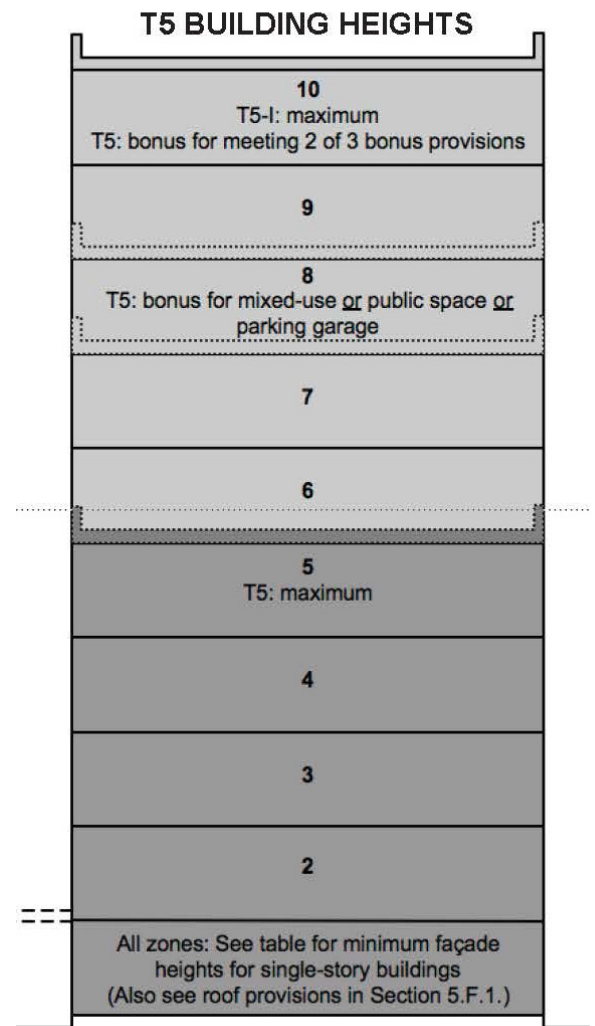 T5 BUILDING HEIGHTS
10
T5-I: maximum
T5: bonus for meeting 2 of 3 bonus provisions
9
8
T5: bonus for mixed-use or public space or
parking garage
7
6
5
T5: maximum
4
3
2
All zones: See table for minimum façade
heights for single-story buildings
(Also see roof provisions in Section 5.F.1.)